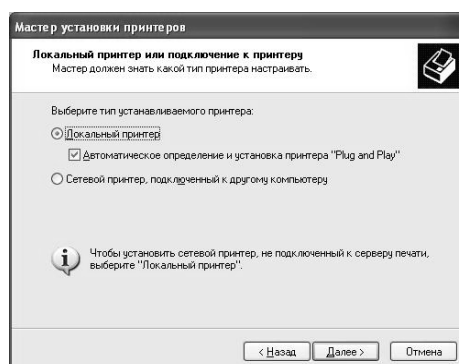 Мастер установки принтеров
Локальный принтер или подключение к принтеру
Мастер должен знать какой тип принтера настраивать.
Выберите тип устанавливаемого принтера:
Локальный принтер
Автоматическое определение и установка принтера "Plug and Play"
Сетевой принтер, подключенный к другому компьютеру
Чтобы установить сетевой принтер, не подключенный к серверу печати,
выберите "Локальный принтер".
< Назад Далее > Отмена